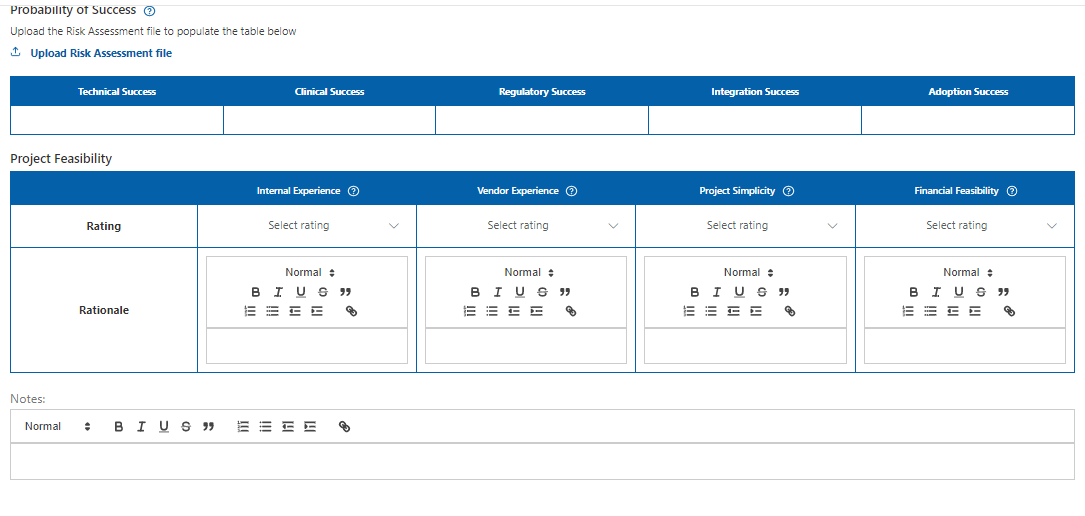 Probability of Success
Upload the Risk Assessment file to populate the table below
Upload Risk Assessment file
Technical Success Clinical Success Regulatory Success Integration Success Adoption Success
Project Feasibility
Internal Experience Vendor Experience Project Simplicity Financial Feasibility
Rating Select rating Select rating Select rating Select rating
Normal Normal Normal Normal
B I U S B I U S B I U S B I U S
Rationale
Notes:
Normal B I U S